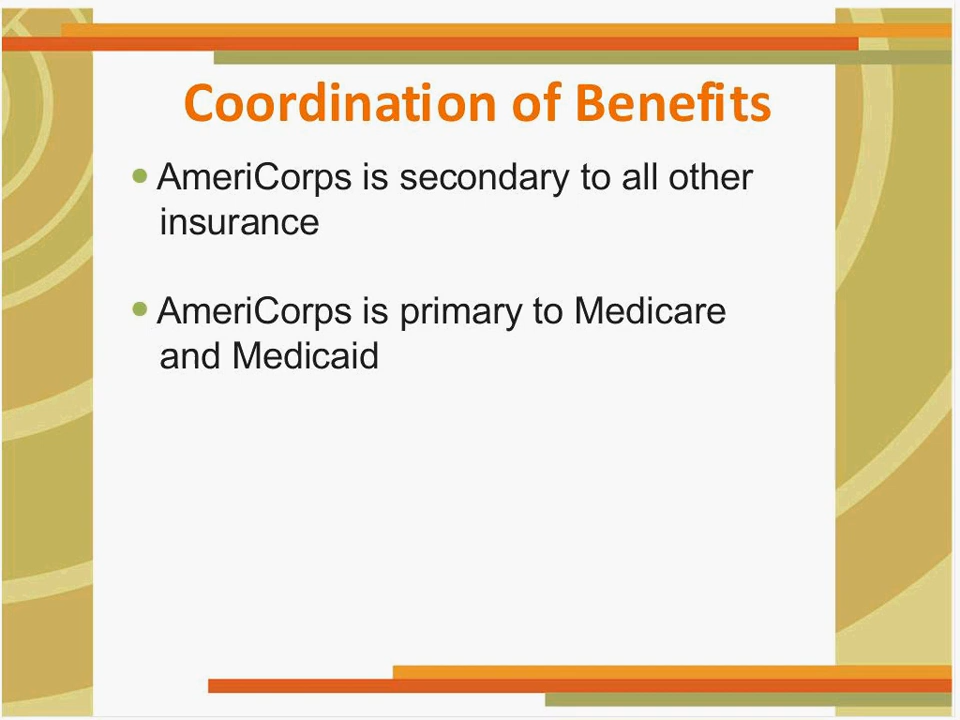 Coordination of Benefits
• AmeriCorps is secondary to all other
insurance
• AmeriCorps is primary to Medicare
and Medicaid